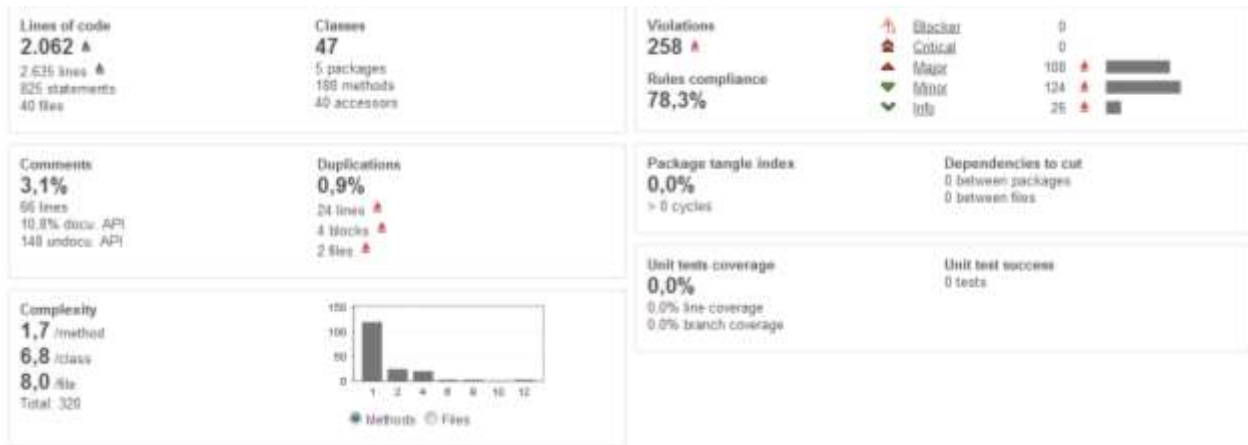 Lines of code
2.062
2.635 lines
825 statements
40 files
Classes
47
5 packages
188 methods
40 accessors
Comments
3,1%
66 lines
10,8% docu. API
148 undocu. API
Duplications
0,9%
24 lines
4 blocks
2 files
Complexity
1,7 /method
6,8 /class
8,0 /file
Total: 320
150
100
50
0
1 2 4 6 8 10 12
Methods Files
Violations
258
Rules compliance
78,3%
Blocker 0
Critical 0
Major 108
Minor 124
Info 26
Package tangle index
0,0%
> 0 cycles
Dependencies to cut
0 between packages
0 between files
Unit tests coverage
0,0%
0,0% line coverage
0,0% branch coverage
Unit test success
0 tests